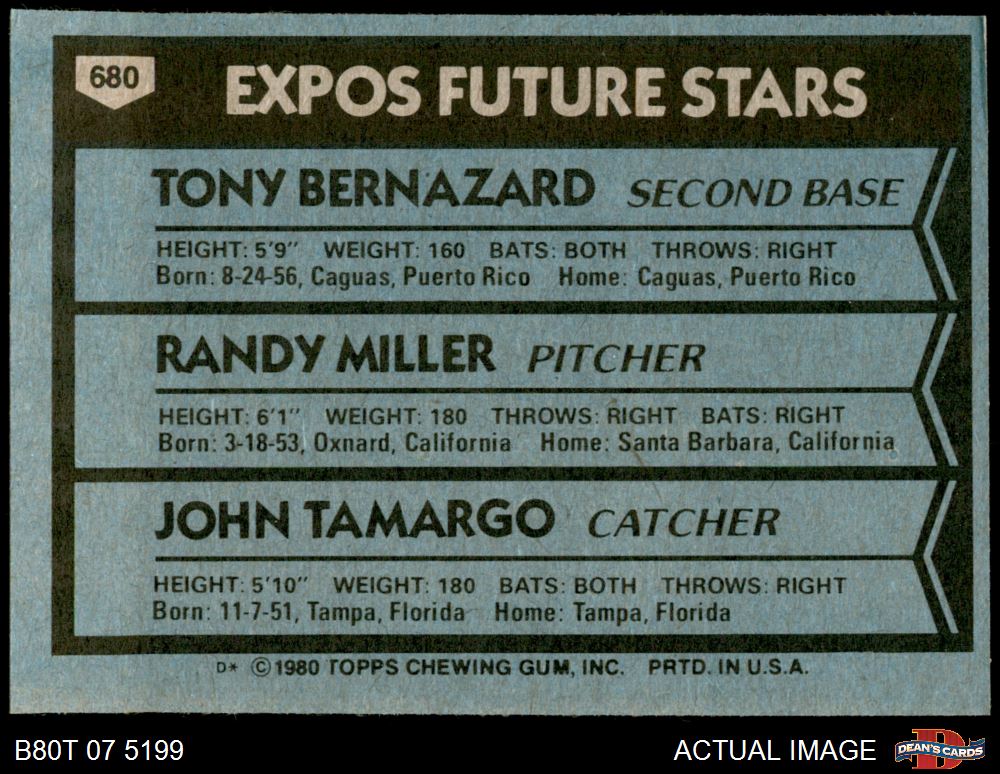 680
EXPOS FUTURE STARS
TONY BERNAZARD SECOND BASE
HEIGHT: 5'9" WEIGHT: 160 BATS: BOTH THROWS: RIGHT
Born: 8-24-56, Caguas, Puerto Rico Home: Caguas, Puerto Rico
RANDY MILLER PITCHER
HEIGHT: 6'1" WEIGHT: 180 THROWS: RIGHT BATS: RIGHT
Born: 3-18-53, Oxnard, California Home: Santa Barbara, California
JOHN TAMARGO CATCHER
HEIGHT: 5'10" WEIGHT: 180 BATS: BOTH THROWS: RIGHT
Born: 11-7-51, Tampa, Florida Home: Tampa, Florida
D* ©1980 TOPPS CHEWING GUM, INC. PRTD. IN U.S.A.
B80T 07 5199 ACTUAL IMAGE D DEAN'S CARDS